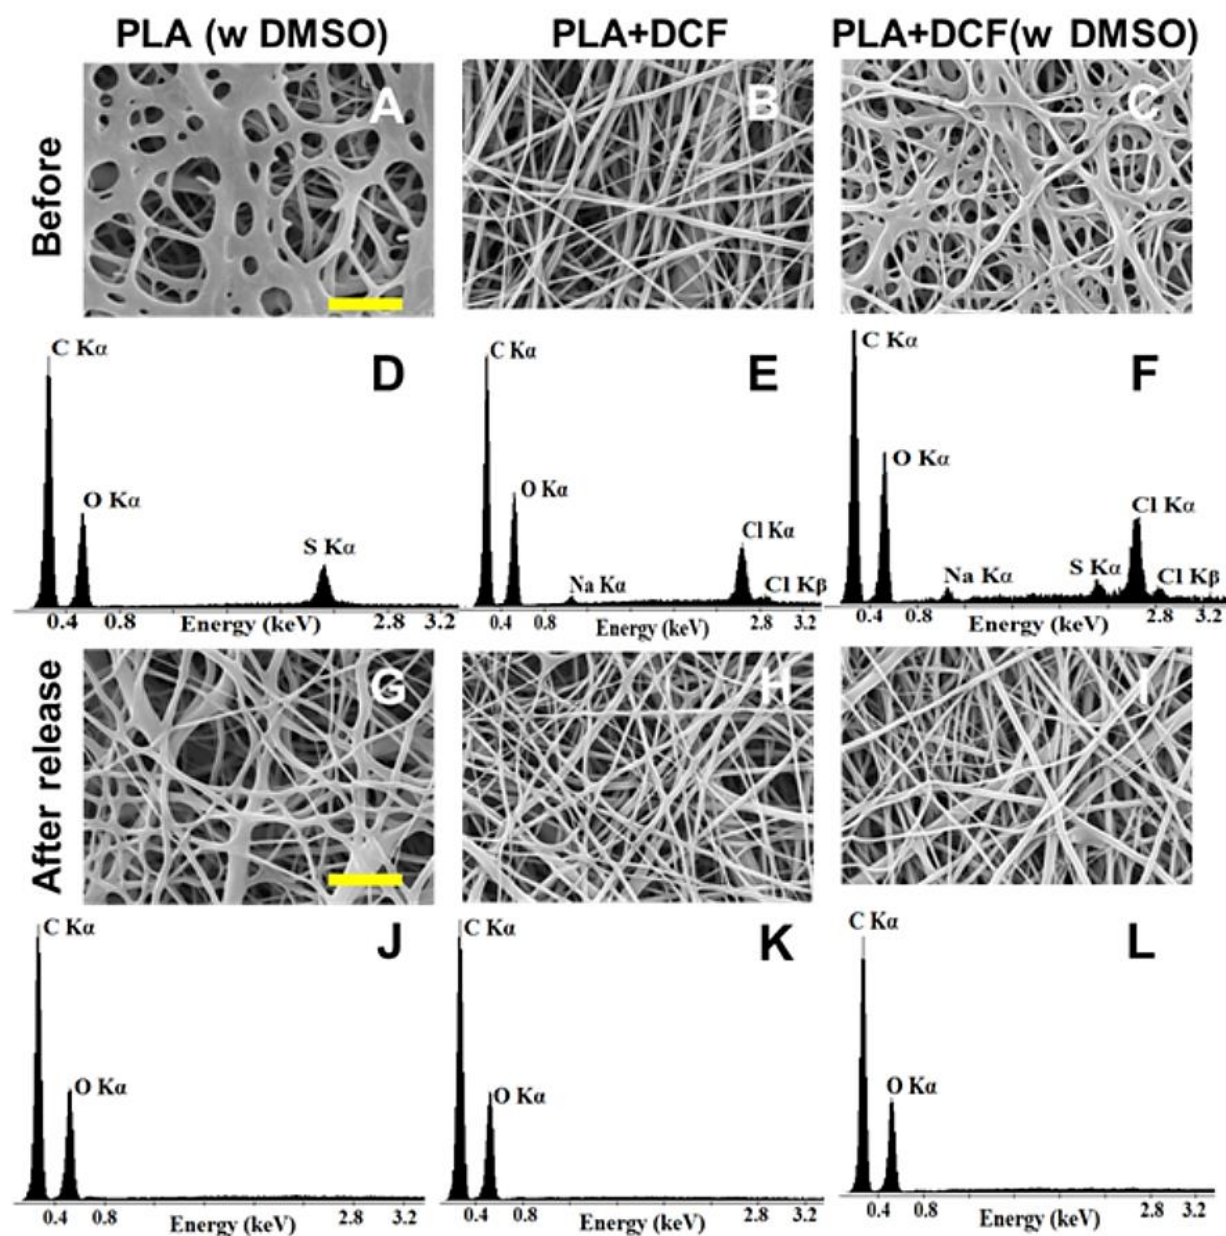 PLA (w DMSO) PLA+DCF PLA+DCF(w DMSO)
Before
A B C
C Kα
O Kα
S Kα
D
0.4 0.8 2.8 3.2
Energy (keV)
C Kα
O Kα
Na Kα
Cl Kα
Cl Kβ
E
0.4 0.8 2.8 3.2
Energy (keV)
C Kα
O Kα
Na Kα
S Kα
Cl Kα
Cl Kβ
F
0.4 0.8 2.8 3.2
Energy (keV)
After release
G H I
C Kα
O Kα
J
0.4 0.8 2.8 3.2
Energy (keV)
C Kα
O Kα
K
0.4 0.8 2.8 3.2
Energy (keV)
C Kα
O Kα
L
0.4 0.8 2.8 3.2
Energy (keV)